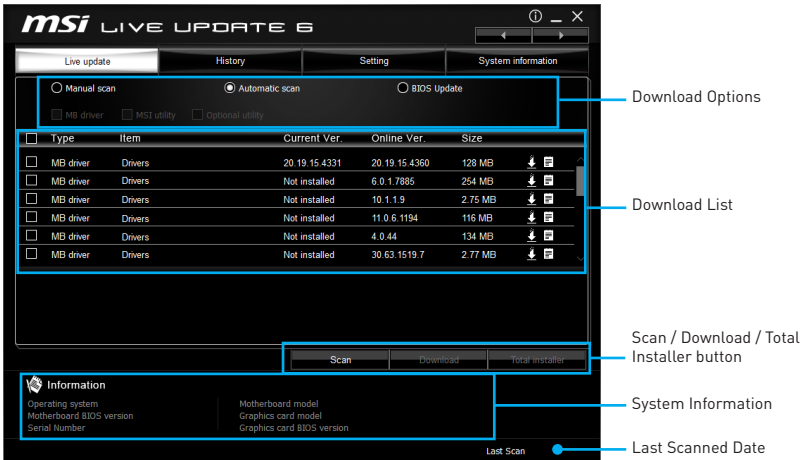 msi LIVE UPDATE 6
Live update History Setting System information
Manual scan Automatic scan BIOS Update
MB driver MSI utility Optional utility
Download Options
Type Item Current Ver. Online Ver. Size
MB driver Drivers 20.19.15.4331 20.19.15.4360 128 MB
MB driver Drivers Not installed 6.0.1.7885 254 MB
MB driver Drivers Not installed 10.1.1.9 2.75 MB
MB driver Drivers Not installed 11.0.6.1194 116 MB
MB driver Drivers Not installed 4.0.44 134 MB
MB driver Drivers Not installed 30.63.1519.7 2.77 MB
Download List
Scan Download Total Installer
Scan / Download / Total
Installer button
Information
Operating system Motherboard model
Motherboard BIOS version Graphics card model
Serial Number Graphics card BIOS version
System Information
Last Scan
Last Scanned Date